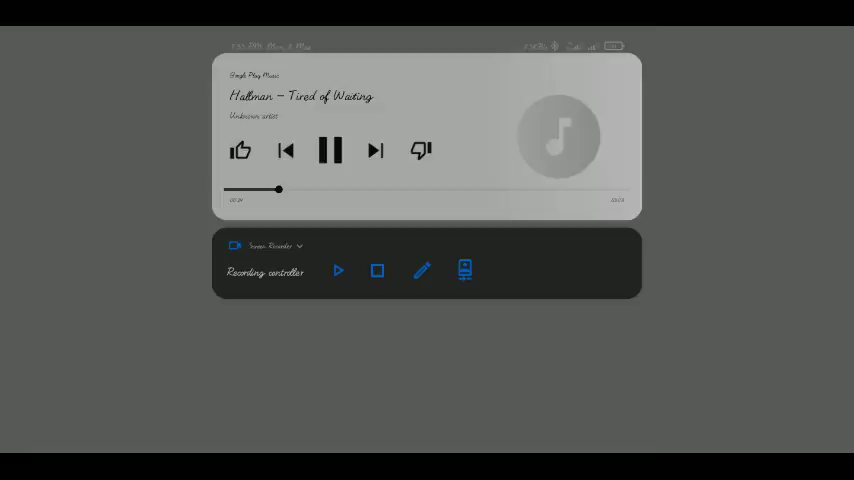 Google Play Music
Hallman – Tired of Waiting
Unknown artist
Screen Recorder
Recording controller